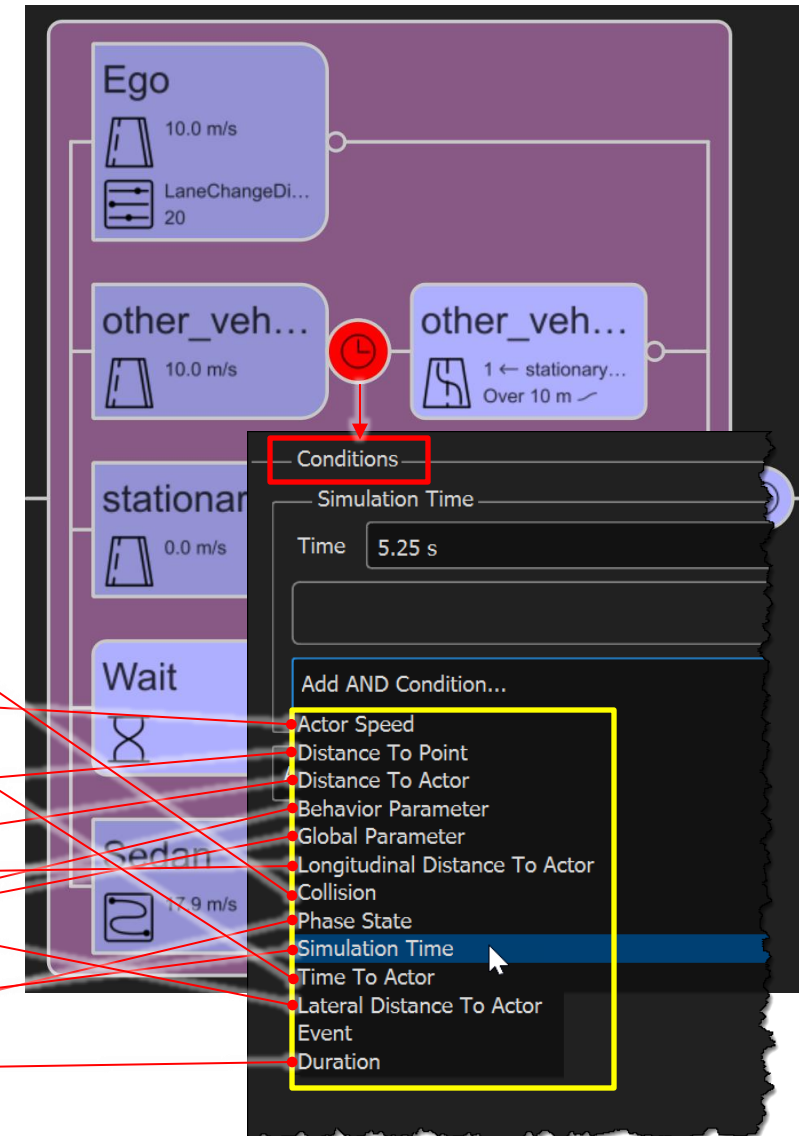 Ego
10.0 m/s
LaneChangeDi...
20
other_veh...
10.0 m/s
other_veh...
1 ← stationary...
Over 10 m
Conditions
stationar
0.0 m/s
Simulation Time
Time 5.25 s
Wait
Add AND Condition...
Actor Speed
Distance To Point
Distance To Actor
Behavior Parameter
Global Parameter
Longitudinal Distance To Actor
Collision
Phase State
Simulation Time
Time To Actor
Lateral Distance To Actor
Event
Duration
Sedan
17.9 m/s